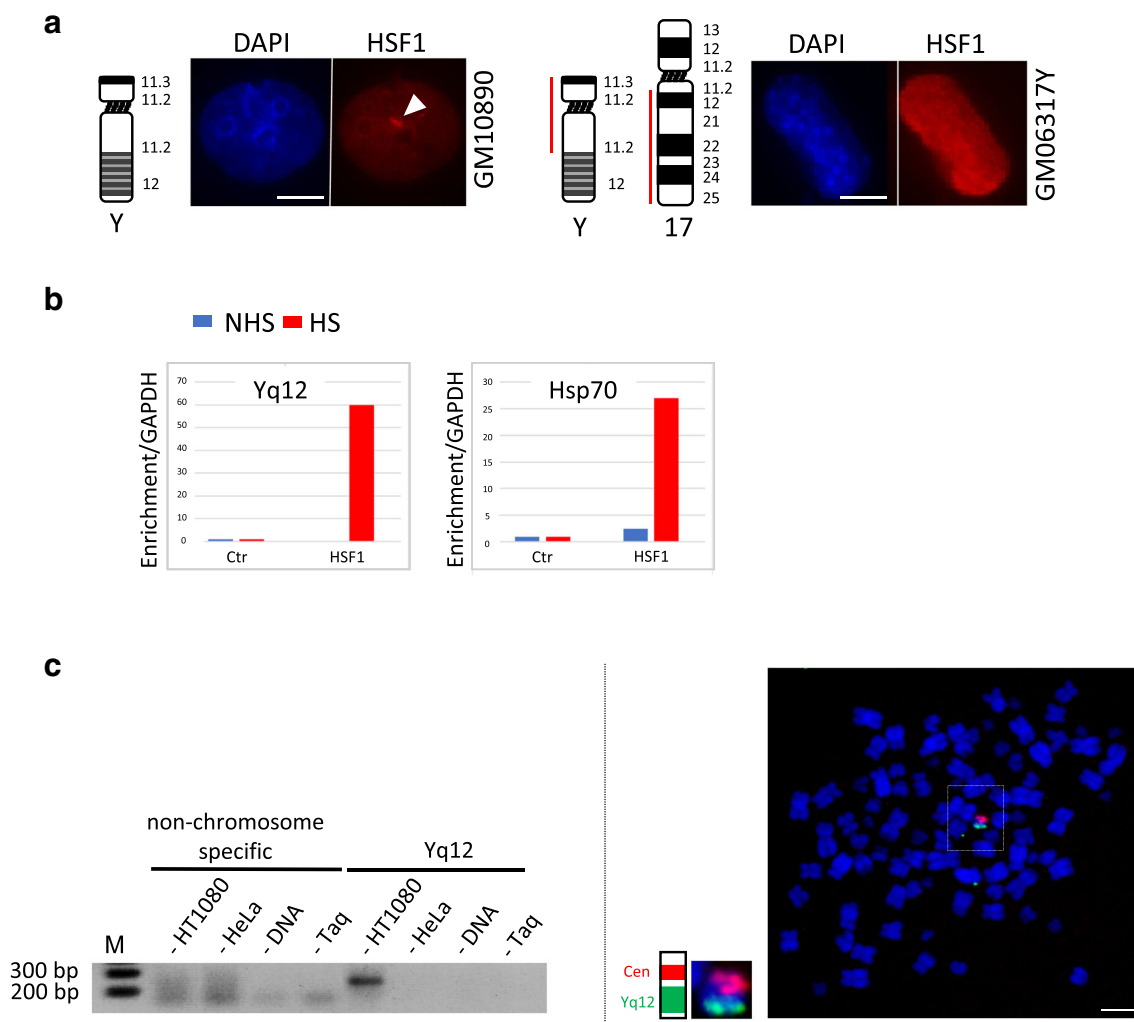 a
DAPI
HSF1
11.3
11.2
11.2
12
Y
GM10890
11.3
11.2
11.2
12
Y
13
12
11.2
11.2
12
21
22
23
24
25
17
DAPI
HSF1
GM06317Y
b
NHS
HS
Enrichment/GAPDH
Yq12
70
60
50
40
30
20
10
0
Ctr
HSF1
Enrichment/GAPDH
Hsp70
30
25
20
15
10
5
0
Ctr
HSF1
c
non-chromosome
specific
Yq12
M
- HT1080
- HeLa
- DNA
- Taq
- HT1080
- HeLa
- DNA
- Taq
300 bp
200 bp
Cen
Yq12